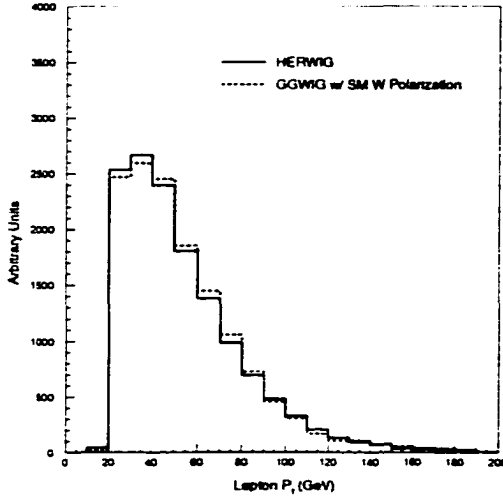 4000
3500
3000
2500
2000
1500
1000
500
0
Arbitrary Units
HERWIG
GGWIG w/ SM W Polarization
0 20 40 60 80 100 120 140 160 180 200
Lepton P_T (GeV)